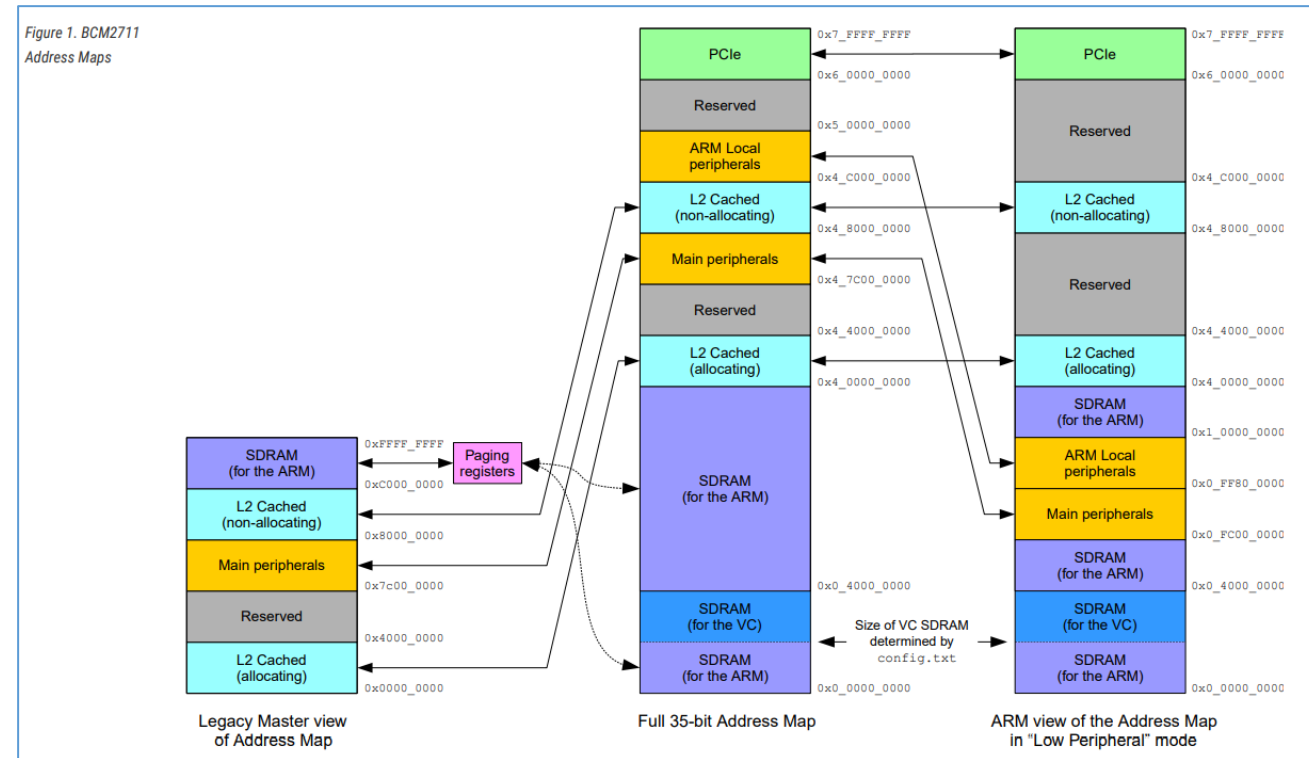 Figure 1. BCM2711
Address Maps
SDRAM
(for the ARM)
L2 Cached
(non-allocating)
Main peripherals
Reserved
L2 Cached
(allocating)
0xFFFF_FFFF
0xC000_0000
0x8000_0000
0x7c00_0000
0x4000_0000
0x0000_0000
Legacy Master view
of Address Map
Paging
registers
PCIe
Reserved
ARM Local
peripherals
L2 Cached
(non-allocating)
Main peripherals
Reserved
L2 Cached
(allocating)
SDRAM
(for the ARM)
SDRAM
(for the VC)
SDRAM
(for the ARM)
0x7_FFFF_FFFF
0x6_0000_0000
0x5_0000_0000
0x4_C000_0000
0x4_8000_0000
0x4_7C00_0000
0x4_4000_0000
0x4_0000_0000
0x0_4000_0000
0x0_0000_0000
Full 35-bit Address Map
Size of VC SDRAM
determined by
config.txt
PCIe
Reserved
L2 Cached
(non-allocating)
Reserved
L2 Cached
(allocating)
SDRAM
(for the ARM)
ARM Local
peripherals
Main peripherals
SDRAM
(for the ARM)
SDRAM
(for the VC)
SDRAM
(for the ARM)
0x7_FFFF_FFFF
0x6_0000_0000
0x4_C000_0000
0x4_8000_0000
0x4_4000_0000
0x4_0000_0000
0x1_0000_0000
0x0_FF80_0000
0x0_FC00_0000
0x0_4000_0000
0x0_0000_0000
ARM view of the Address Map
in "Low Peripheral" mode